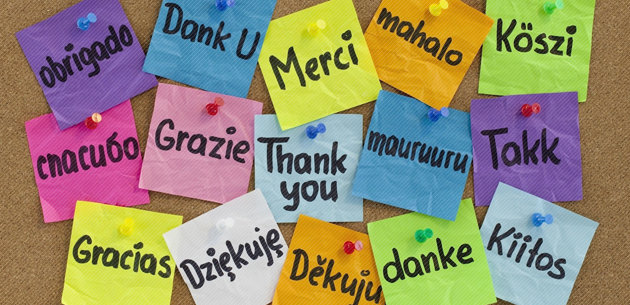 obrigado
Dank U
Merci
mahalo
Köszi
спасибо
Grazie
Thank
you
mauruuru
Takk
Gracias
Dziękuję
Děkuju
danke
Kiitos